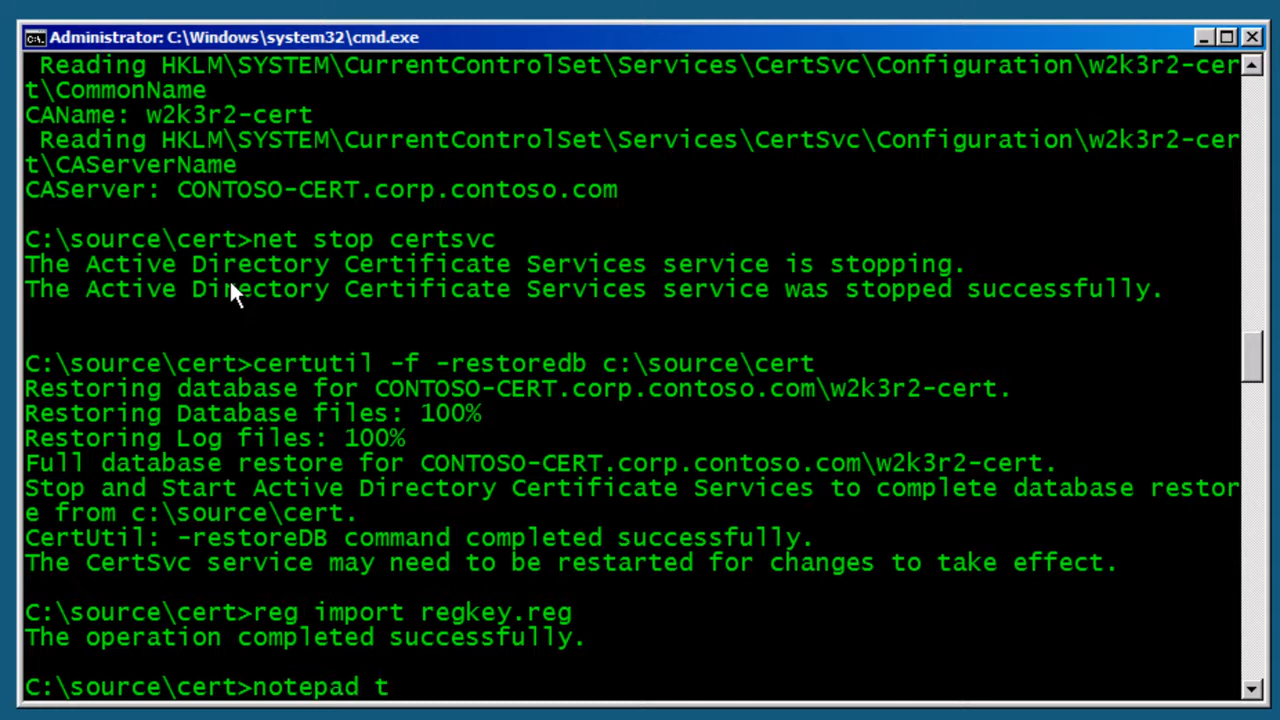 Administrator: C:\Windows\system32\cmd.exe
Reading HKLM\SYSTEM\CurrentControlSet\Services\CertSvc\Configuration\w2k3r2-cer
t\CommonName
CAName: w2k3r2-cert
Reading HKLM\SYSTEM\CurrentControlSet\Services\CertSvc\Configuration\w2k3r2-cer
t\CAServerName
CAServer: CONTOSO-CERT.corp.contoso.com
C:\source\cert>net stop certsvc
The Active Directory Certificate Services service is stopping.
The Active Directory Certificate Services service was stopped successfully.
C:\source\cert>certutil -f -restoredb c:\source\cert
Restoring database for CONTOSO-CERT.corp.contoso.com\w2k3r2-cert.
Restoring Database files: 100%
Restoring Log files: 100%
Full database restore for CONTOSO-CERT.corp.contoso.com\w2k3r2-cert.
Stop and Start Active Directory Certificate Services to complete database restor
e from c:\source\cert.
CertUtil: -restoreDB command completed successfully.
The CertSvc service may need to be restarted for changes to take effect.
C:\source\cert>reg import regkey.reg
The operation completed successfully.
C:\source\cert>notepad t